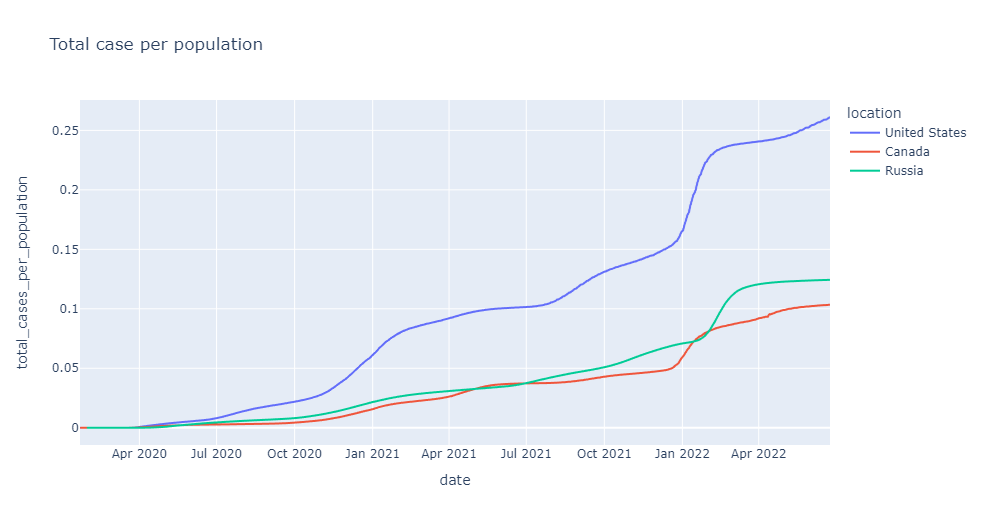 Total case per population
total_cases_per_population
0.25
0.2
0.15
0.1
0.05
0
Apr 2020 Jul 2020 Oct 2020 Jan 2021 Apr 2021 Jul 2021 Oct 2021 Jan 2022 Apr 2022
date
location
United States
Canada
Russia